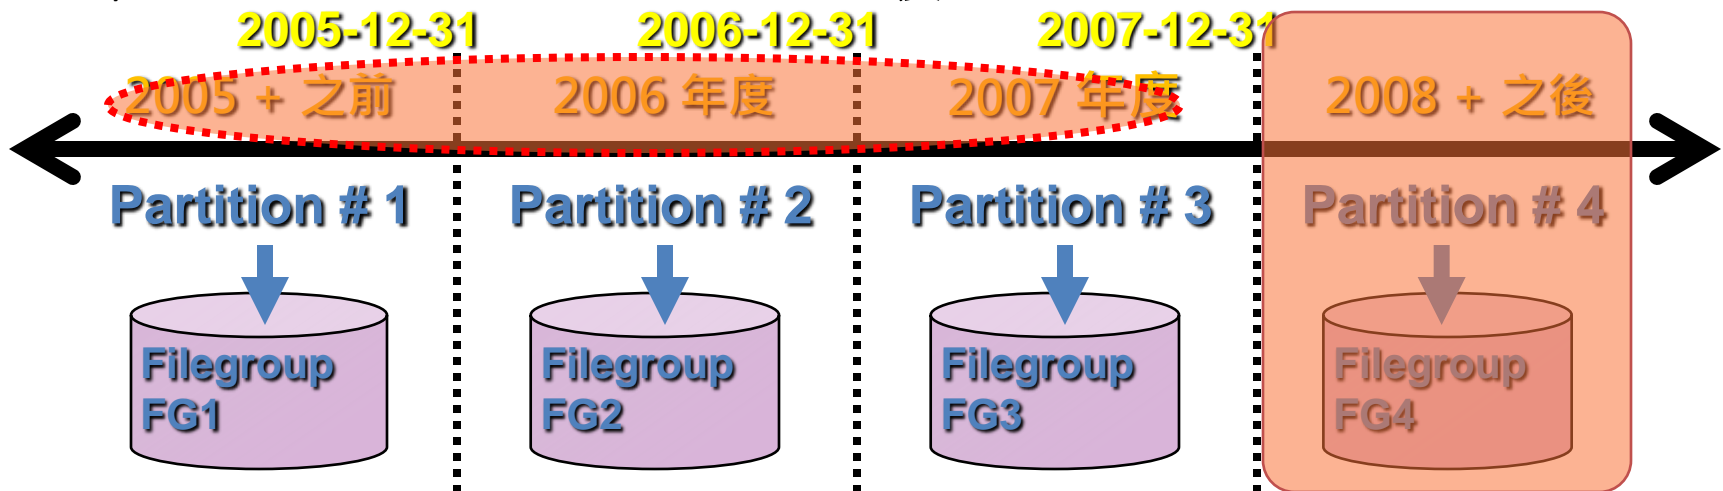 2005-12-31 2006-12-31 2007-12-31
2005 + 之前 2006 年度 2007 年度 2008 + 之後
Partition # 1 Partition # 2 Partition # 3 Partition # 4
Filegroup Filegroup Filegroup Filegroup
FG1 FG2 FG3 FG4